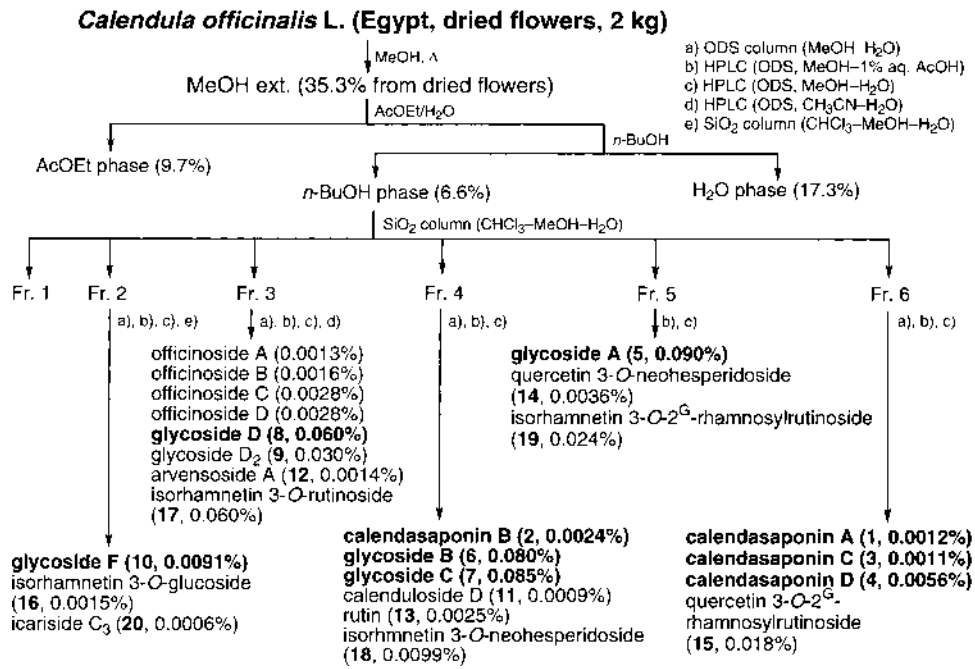 Calendula officinalis L. (Egypt, dried flowers, 2 kg)
MeOH, Δ
MeOH ext. (35.3% from dried flowers)
AcOEt/H₂O
a) ODS column (MeOH–H₂O)
b) HPLC (ODS, MeOH–1% aq. AcOH)
c) HPLC (ODS, MeOH–H₂O)
d) HPLC (ODS, CH₃CN–H₂O)
e) SiO₂ column (CHCl₃–MeOH–H₂O)
n-BuOH
AcOEt phase (9.7%)
n-BuOH phase (6.6%)
H₂O phase (17.3%)
SiO₂ column (CHCl₃–MeOH–H₂O)
Fr. 1
Fr. 2
Fr. 3
Fr. 4
Fr. 5
Fr. 6
a), b), c), e)
a), b), c), d)
a), b), c)
b), c)
a), b), c)
officinoside A (0.0013%)
officinoside B (0.0016%)
officinoside C (0.0028%)
officinoside D (0.0028%)
glycoside D (8, 0.060%)
glycoside D₂ (9, 0.030%)
arvensoside A (12, 0.0014%)
isorhamnetin 3-O-rutinoside
(17, 0.060%)
glycoside A (5, 0.090%)
quercetin 3-O-neohesperidoside
(14, 0.0036%)
isorhamnetin 3-O-2ᴳ-rhamnosylrutinoside
(19, 0.024%)
glycoside F (10, 0.0091%)
isorhamnetin 3-O-glucoside
(16, 0.0015%)
icariside C₃ (20, 0.0006%)
calendasaponin B (2, 0.0024%)
glycoside B (6, 0.080%)
glycoside C (7, 0.085%)
calenduloside D (11, 0.0009%)
rutin (13, 0.0025%)
isorhmnetin 3-O-neohesperidoside
(18, 0.0099%)
calendasaponin A (1, 0.0012%)
calendasaponin C (3, 0.0011%)
calendasaponin D (4, 0.0056%)
quercetin 3-O-2ᴳ-
rhamnosylrutinoside
(15, 0.018%)